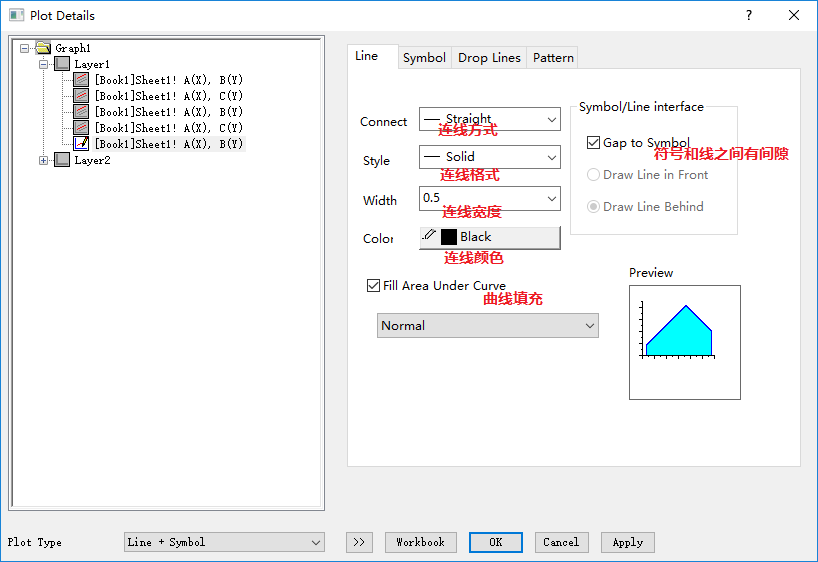 Plot Details
?
Graph1
Layer1
[Book1]Sheet1! A(X), B(Y)
[Book1]Sheet1! A(X), C(Y)
[Book1]Sheet1! A(X), B(Y)
[Book1]Sheet1! A(X), C(Y)
[Book1]Sheet1! A(X), B(Y)
Layer2
Line
Symbol
Drop Lines
Pattern
Connect
Straight
连线方式
Style
Solid
连线格式
Width
0.5
连线宽度
Color
Black
连线颜色
Symbol/Line interface
Gap to Symbol
符号和线之间有间隙
Draw Line in Front
Draw Line Behind
Fill Area Under Curve
曲线填充
Normal
Preview
Plot Type
Line + Symbol
>>
Workbook
OK
Cancel
Apply